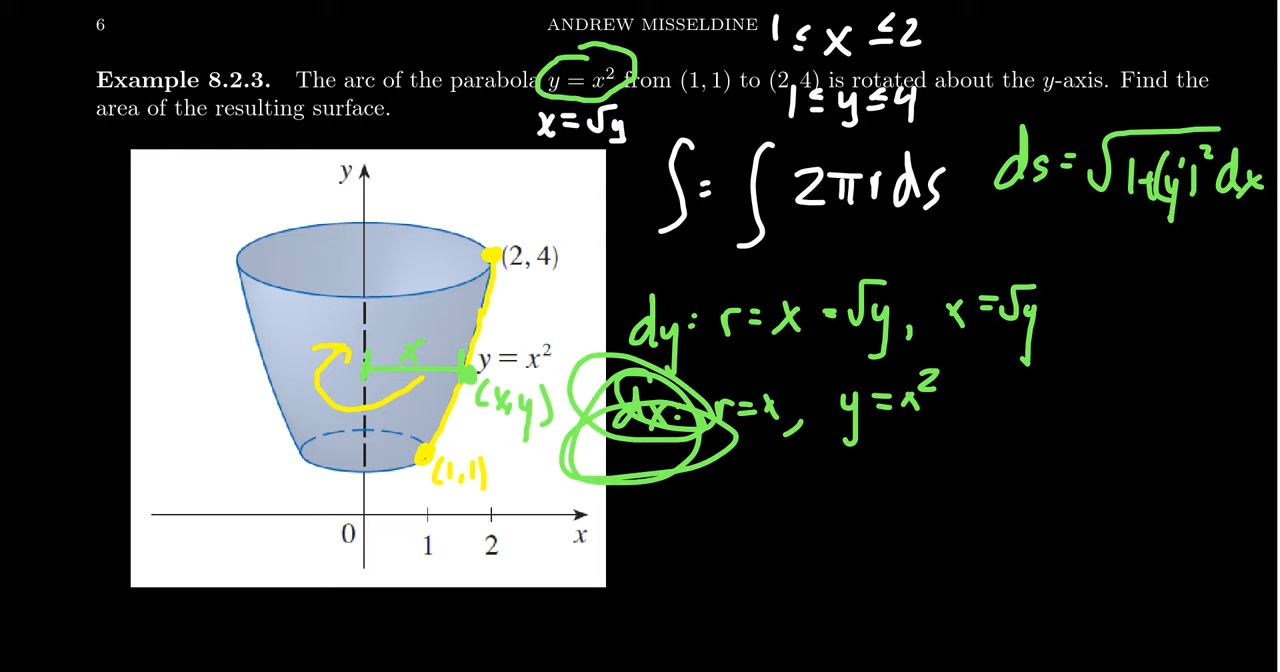 6
ANDREW MISSELDINE
1 ≤ x ≤ 2
Example 8.2.3. The arc of the parabola y = x² from (1, 1) to (2, 4) is rotated about the y-axis. Find the
area of the resulting surface.
x = √y
1 ≤ y ≤ 4
∫ = ∫ 2πr ds
ds = √1+(y')² dx
y
(2, 4)
dy: r = x = √y, x = √y
x
y = x²
(x,y)
dx: r = x, y = x²
(1,1)
0
1
2
x